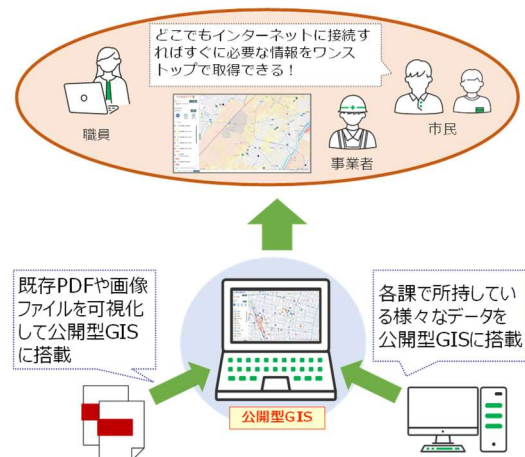 どこでもインターネットに接続す
ればすぐに必要な情報をワンス
トップで取得できる！
職員
市民
事業者
既存PDFや画像
ファイルを可視化
して公開型GIS
に搭載
各課で所持してい
る様々なデータを
公開型GISに搭載
公開型GIS